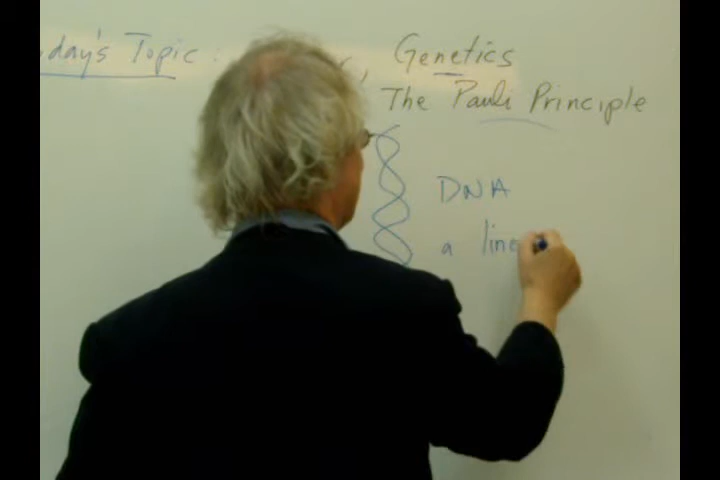 day's Topic : , Genetics
The Pauli Principle
DNA
a line